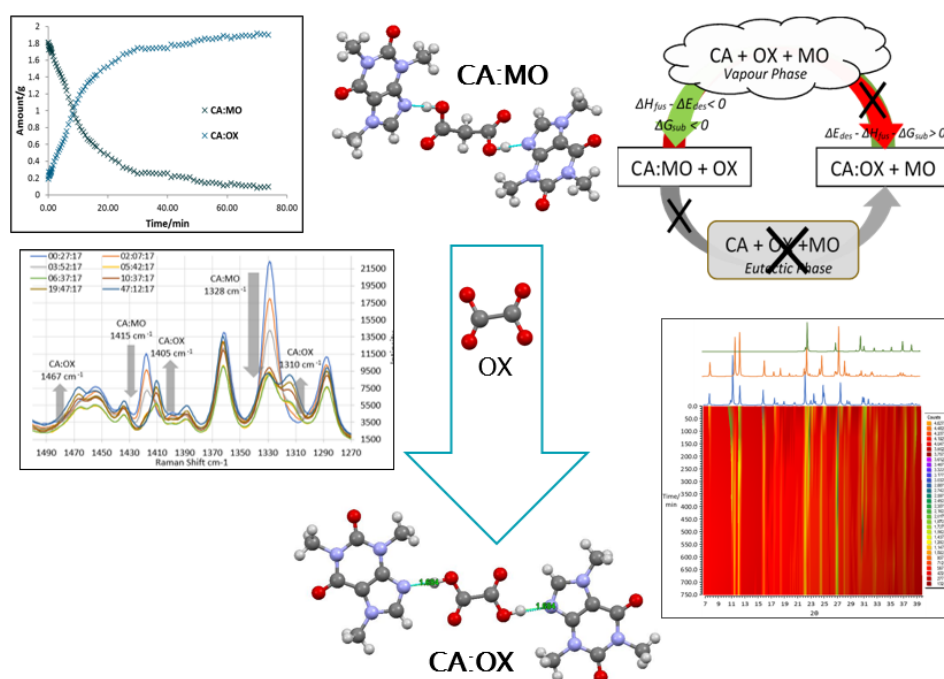 2
1.8
1.6
1.4
1.2
1
0.8
0.6
0.4
0.2
0
Amount/g
CA:MO
CA:OX
0.00 20.00 40.00 60.00 80.00
Time/min
CA:MO
CA + OX + MO
Vapour Phase
ΔHfus - ΔEdes < 0
ΔGsub < 0
ΔEdes - ΔHfus - ΔGsub > 0
CA:MO + OX
CA:OX + MO
CA + OX +MO
Eutectic Phase
00:27:17 02:07:17
03:52:17 05:42:17
06:37:17 10:37:17
19:47:17 47:12:17
CA:MO
1328 cm-1
CA:MO
1415 cm-1
CA:OX
1405 cm-1
CA:OX
1467 cm-1
CA:OX
1310 cm-1
21500
19500
17500
15500
13500
11500
9500
7500
5500
3500
1500
1490 1470 1450 1430 1410 1390 1370 1350 1330 1310 1290 1270
Raman Shift cm-1
OX
0.0
50.0
100.0
150.0
200.0
250.0
300.0
350.0
400.0
450.0
500.0
550.0
600.0
650.0
700.0
750.0
Time/
min
7 9 11 13 15 17 19 21 23 25 27 29 31 33 35 37 39
2θ
Counts
CA:OX